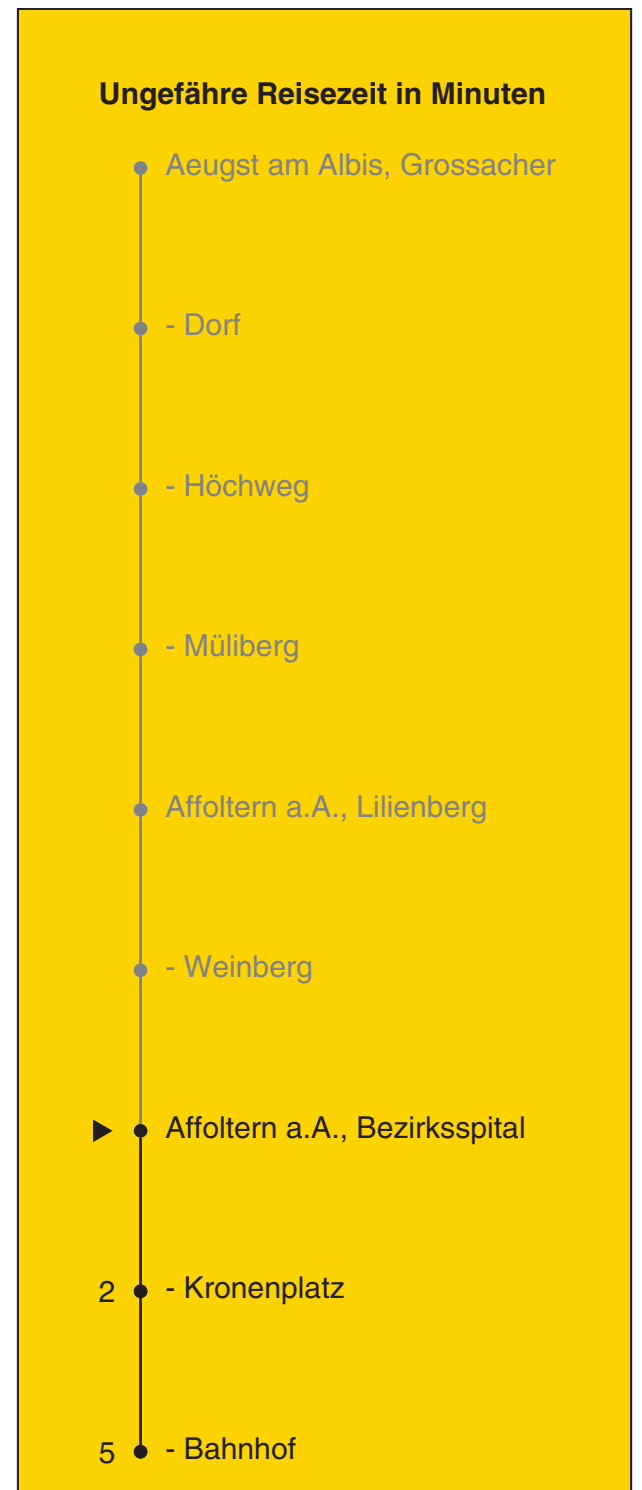 Ungefähre Reisezeit in Minuten
Aeugst am Albis, Grossacher
- Dorf
- Höchweg
- Müliberg
Affoltern a.A., Lilienberg
- Weinberg
Affoltern a.A., Bezirksspital
2 - Kronenplatz
5 - Bahnhof